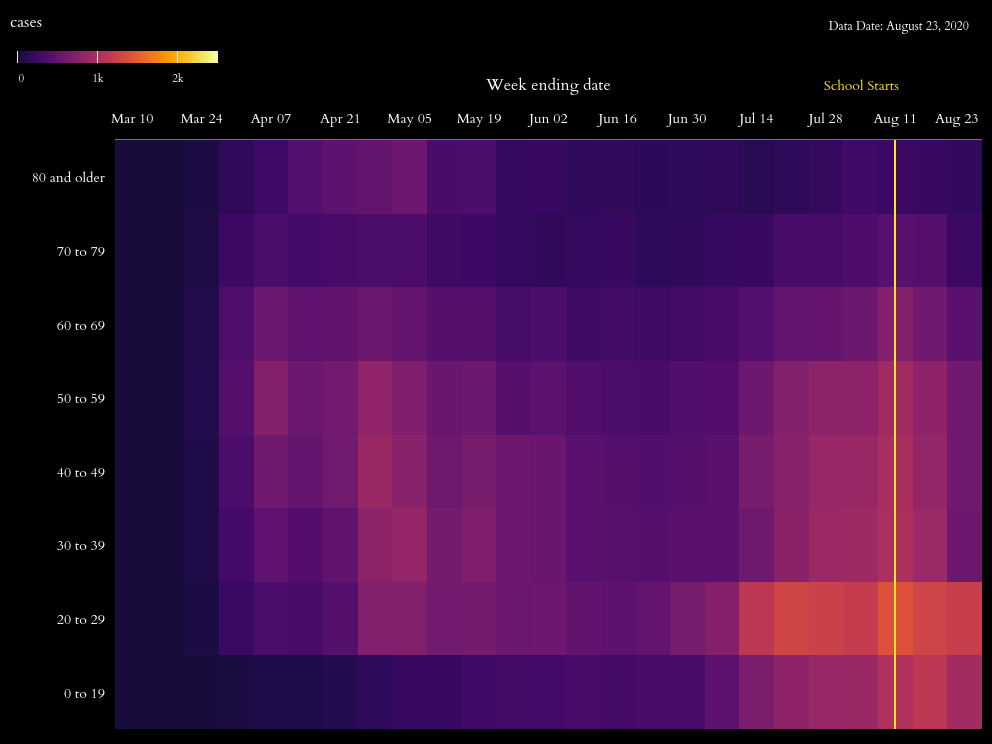 cases
Data Date: August 23, 2020
0 1k 2k
Week ending date
School Starts
Mar 10 Mar 24 Apr 07 Apr 21 May 05 May 19 Jun 02 Jun 16 Jun 30 Jul 14 Jul 28 Aug 11 Aug 23
80 and older
70 to 79
60 to 69
50 to 59
40 to 49
30 to 39
20 to 29
0 to 19